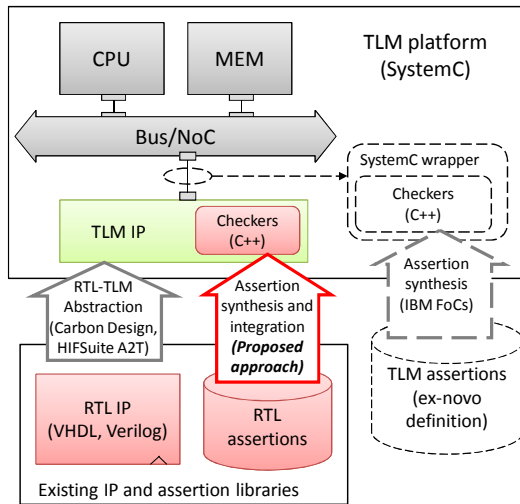 TLM platform
(SystemC)
CPU
MEM
Bus/NoC
SystemC wrapper
Checkers
(C++)
TLM IP
Checkers
(C++)
RTL-TLM
Abstraction
(Carbon Design,
HIFSuite A2T)
Assertion
synthesis and
integration
(Proposed
approach)
Assertion
synthesis
(IBM FoCs)
RTL IP
(VHDL, Verilog)
RTL
assertions
TLM assertions
(ex-novo
definition)
Existing IP and assertion libraries